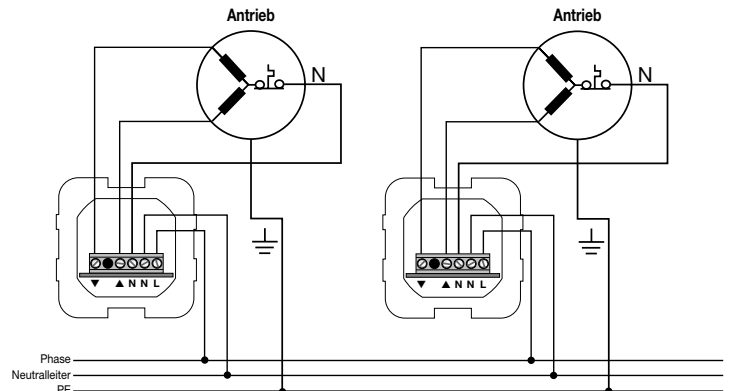 Antrieb Antrieb
N N
▼ ▲ N N L ▼ ▲ N N L
Phase
Neutralleiter
PE